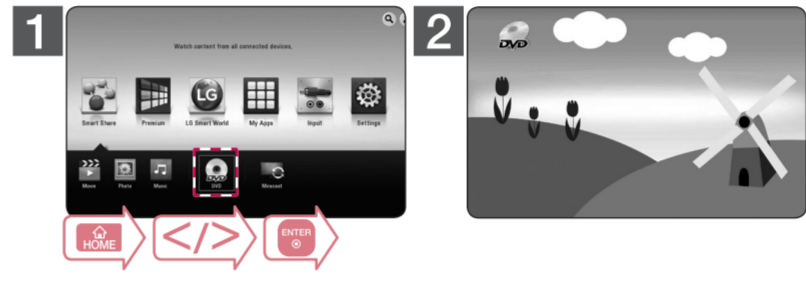 1
Watch content from all connected devices.
LG
Smart Share Premium LG Smart World My Apps Input Settings
DVD
Movie Photo Music DVD Miracast
HOME </> ENTER
2
DVD